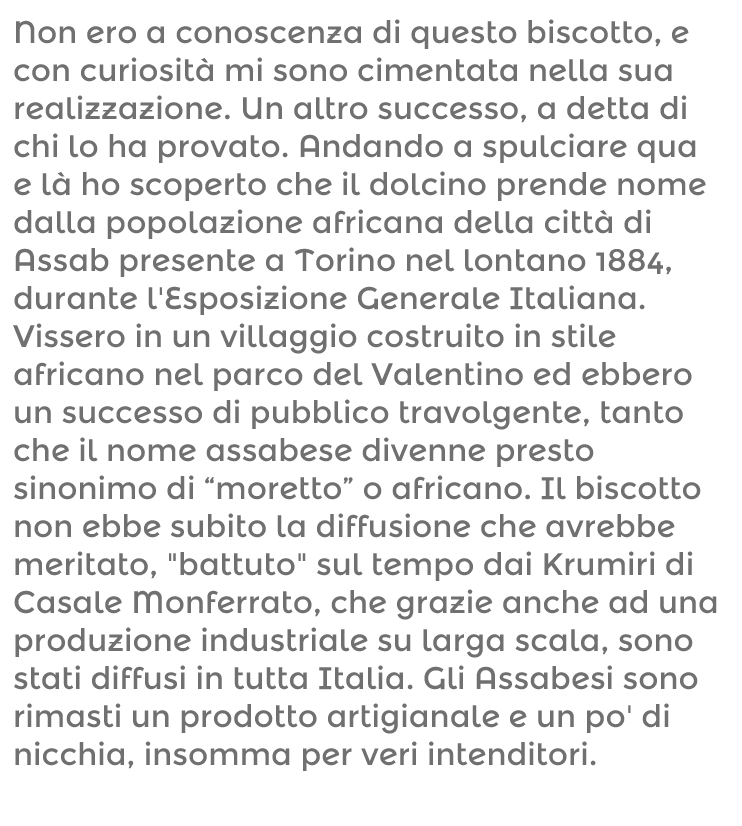 Non ero a conoscenza di questo biscotto, e
con curiosità mi sono cimentata nella sua
realizzazione. Un altro successo, a detta di
chi lo ha provato. Andando a spulciare qua
e là ho scoperto che il dolcino prende nome
dalla popolazione africana della città di
Assab presente a Torino nel lontano 1884,
durante l'Esposizione Generale Italiana.
Vissero in un villaggio costruito in stile
africano nel parco del Valentino ed ebbero
un successo di pubblico travolgente, tanto
che il nome assabese divenne presto
sinonimo di “moretto” o africano. Il biscotto
non ebbe subito la diffusione che avrebbe
meritato, "battuto" sul tempo dai Krumiri di
Casale Monferrato, che grazie anche ad una
produzione industriale su larga scala, sono
stati diffusi in tutta Italia. Gli Assabesi sono
rimasti un prodotto artigianale e un po' di
nicchia, insomma per veri intenditori.